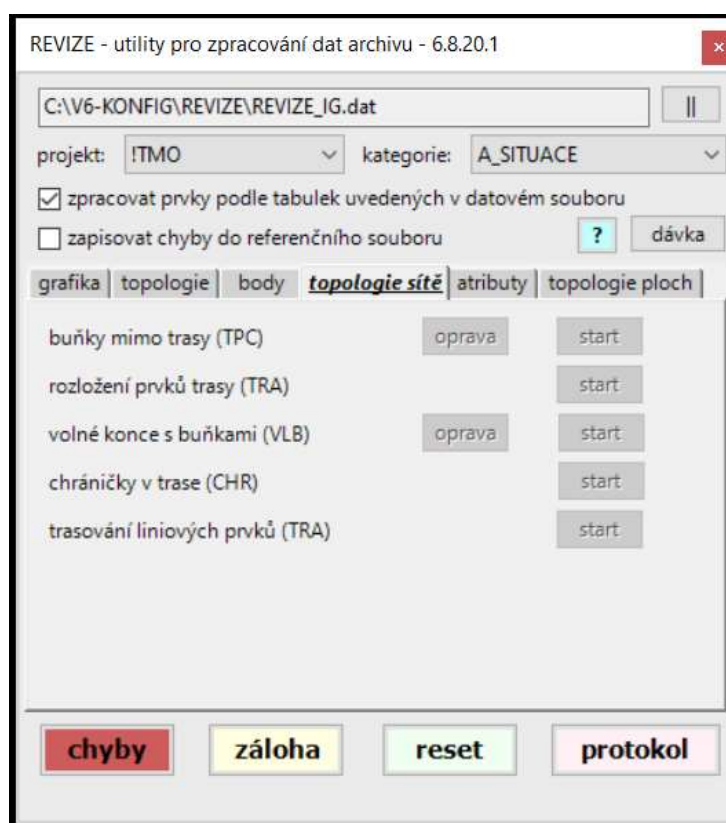 REVIZE - utility pro zpracování dat archivu - 6.8.20.1 ×
C:\V6-KONFIG\REVIZE\REVIZE_IG.dat ||
projekt: !TMO kategorie: A_SITUACE
zpracovat prvky podle tabulek uvedených v datovém souboru
zapisovat chyby do referenčního souboru ? dávka
grafika topologie body topologie sítě atributy topologie ploch
buňky mimo trasy (TPC) oprava start
rozložení prvků trasy (TRA) start
volné konce s buňkami (VLB) oprava start
chráničky v trase (CHR) start
trasování liniových prvků (TRA) start
chyby záloha reset protokol